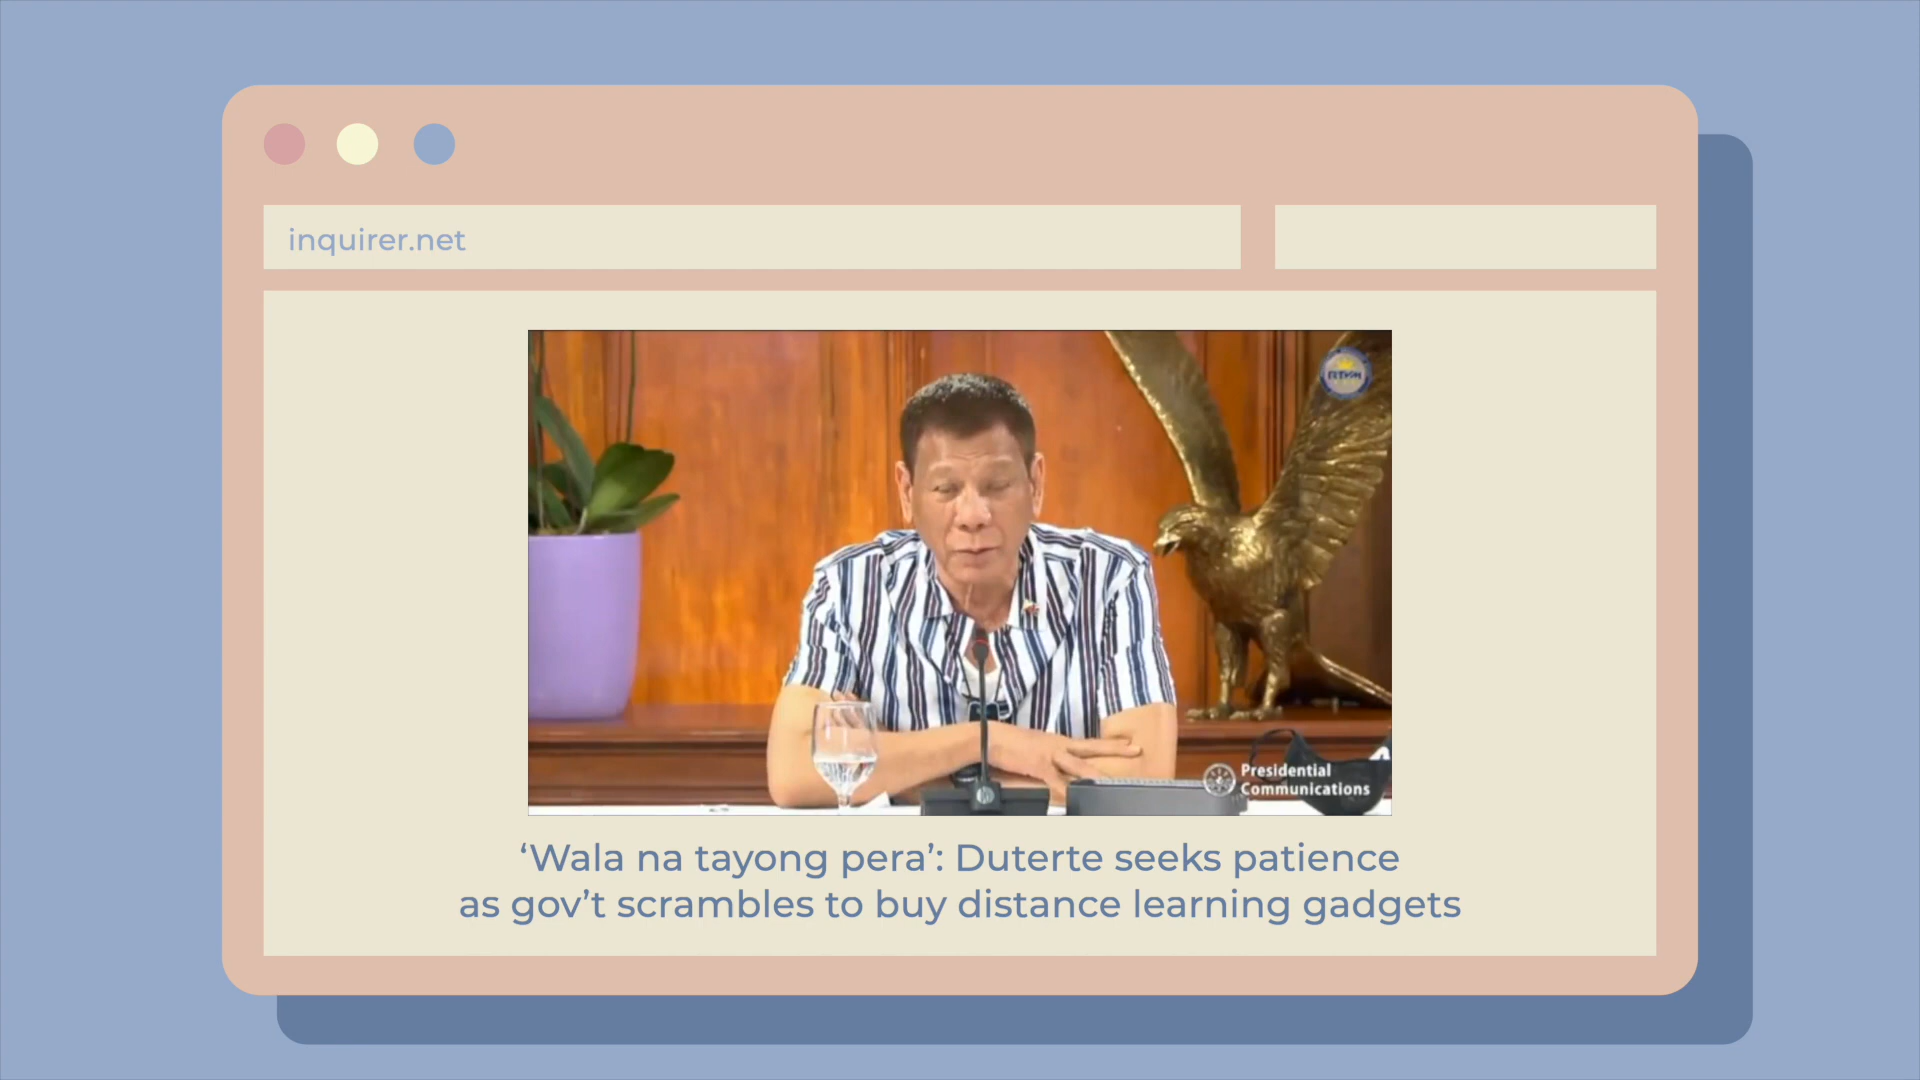 inquirer.net
RTVM
Presidential
Communications
‘Wala na tayong pera’: Duterte seeks patience
as gov’t scrambles to buy distance learning gadgets